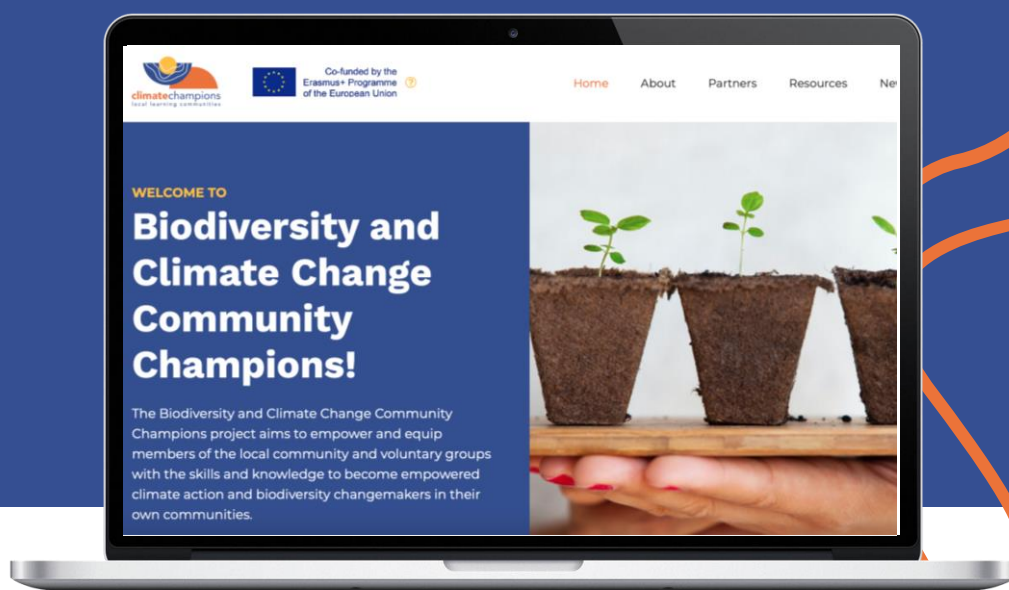 climatechampions
local learning communities
Co-funded by the
Erasmus+ Programme
of the European Union
?
Home About Partners Resources
WELCOME TO
Biodiversity and
Climate Change
Community
Champions!
The Biodiversity and Climate Change Community
Champions project aims to empower and equip
members of the local community and voluntary groups
with the skills and knowledge to become empowered
climate action and biodiversity changemakers in their
own communities.